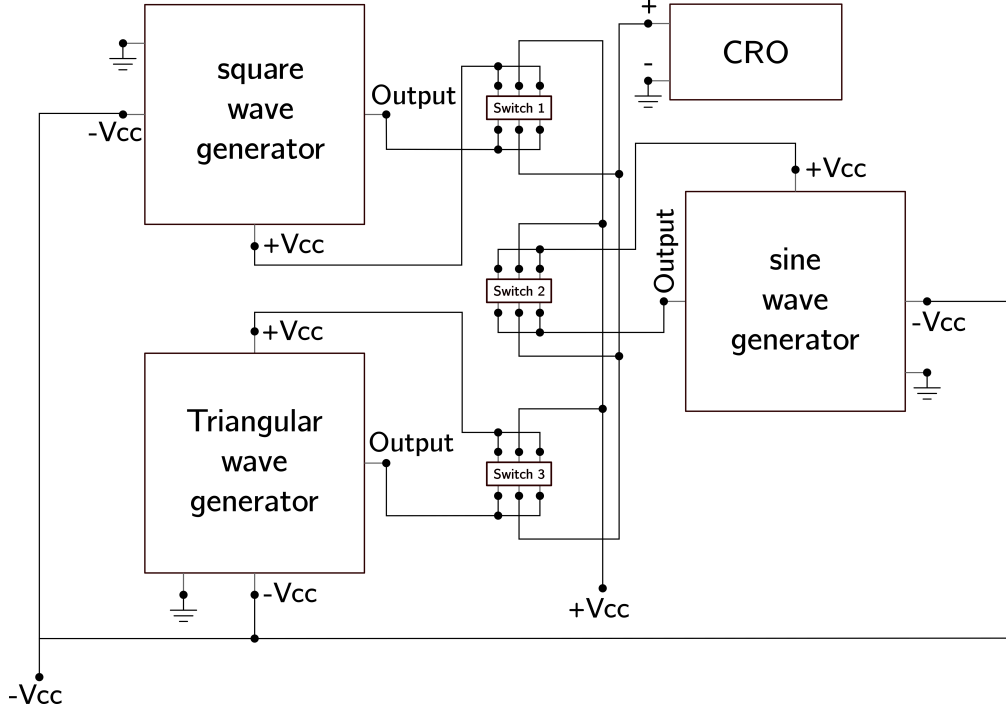 square
wave
generator
-Vcc
+Vcc
Output
Switch 1
+
-
CRO
+Vcc
Output
sine
wave
generator
-Vcc
Switch 2
+Vcc
Triangular
wave
generator
Output
Switch 3
-Vcc
+Vcc
-Vcc